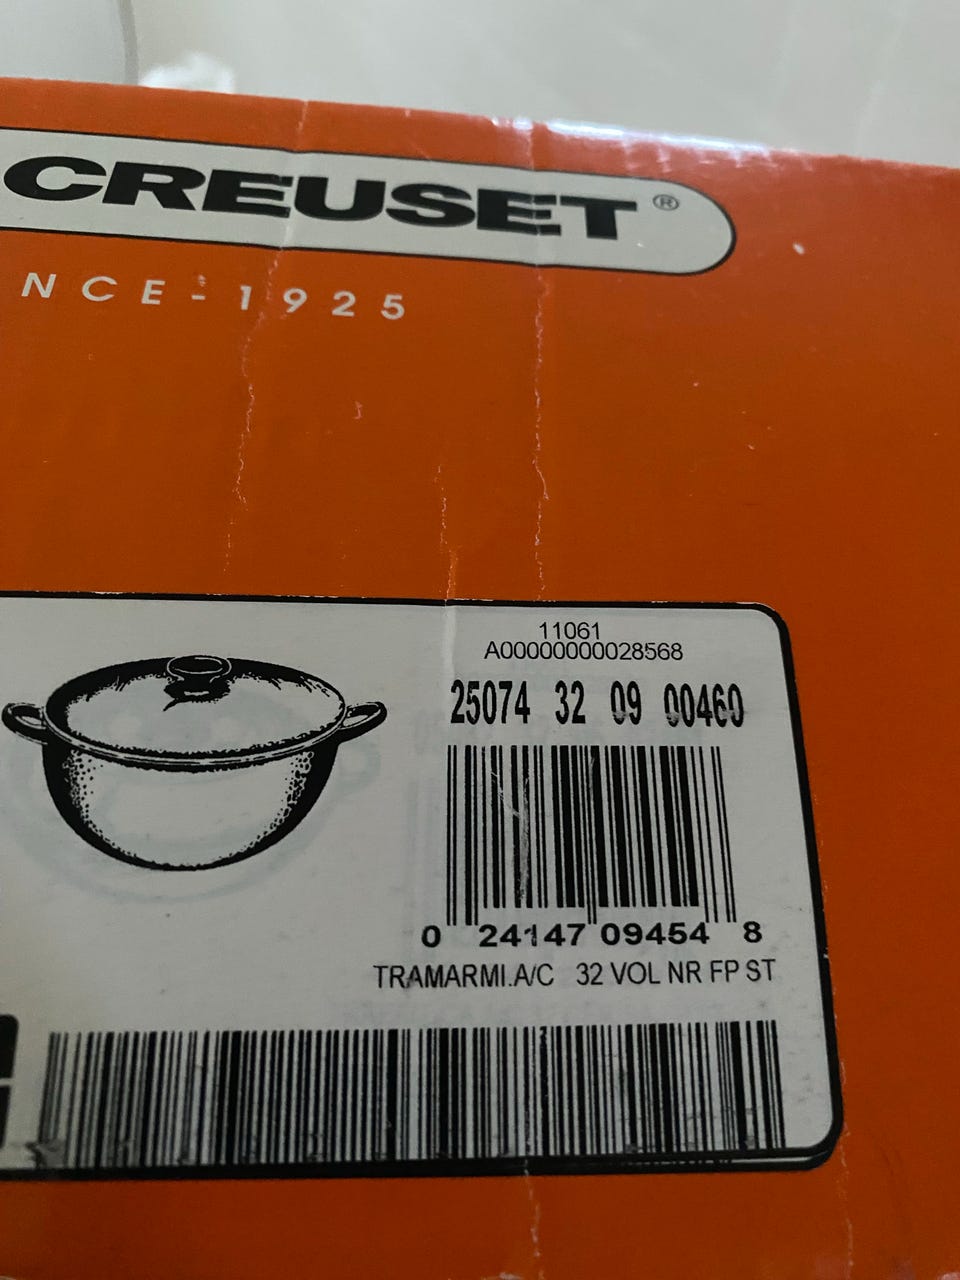 CREUSET®
NCE-1925
11061
A00000000028568
25074 32 09 00460
0 24147 09454 8
TRAMARMI.A/C 32 VOL NR FP ST